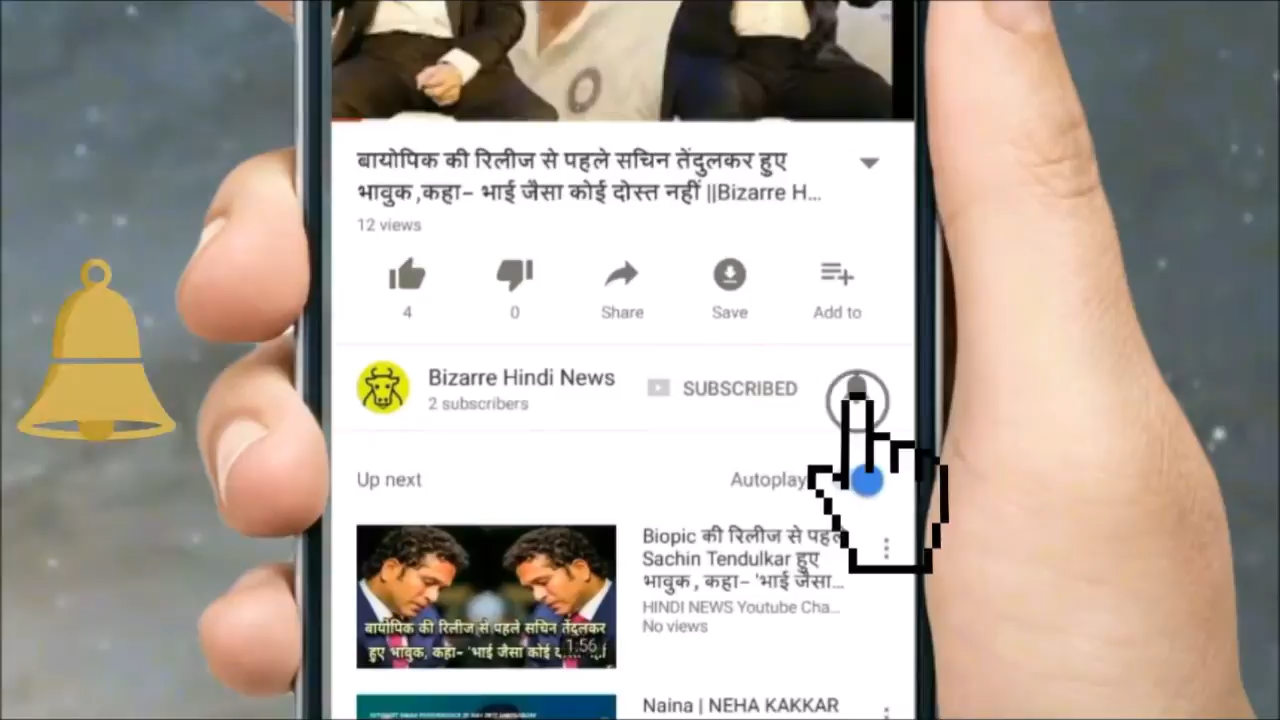 बायोपिक की रिलीज से पहले सचिन तेंदुलकर हुए
भावुक,कहा- भाई जैसा कोई दोस्त नहीं ||Bizarre H...
12 views
4
0
Share
Save
Add to
Bizarre Hindi News
2 subscribers
SUBSCRIBED
Up next
Autoplay
Biopic की रिलीज से पहले
Sachin Tendulkar हुए
भावुक, कहा- 'भाई जैसा...
HINDI NEWS Youtube Cha...
No views
बायोपिक की रिलीज से पहले सचिन तेंदुलकर
हुए भावुक, कहा- 'भाई जैसा कोई
1:56
Naina | NEHA KAKKAR